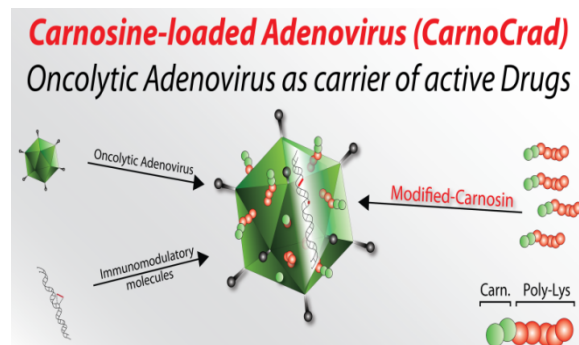 Carnosine-loaded Adenovirus (CarnoCrad)
Oncolytic Adenovirus as carrier of active Drugs
Oncolytic Adenovirus
Modified-Carnosin
Immunomodulatory
molecules
Carn. Poly-Lys